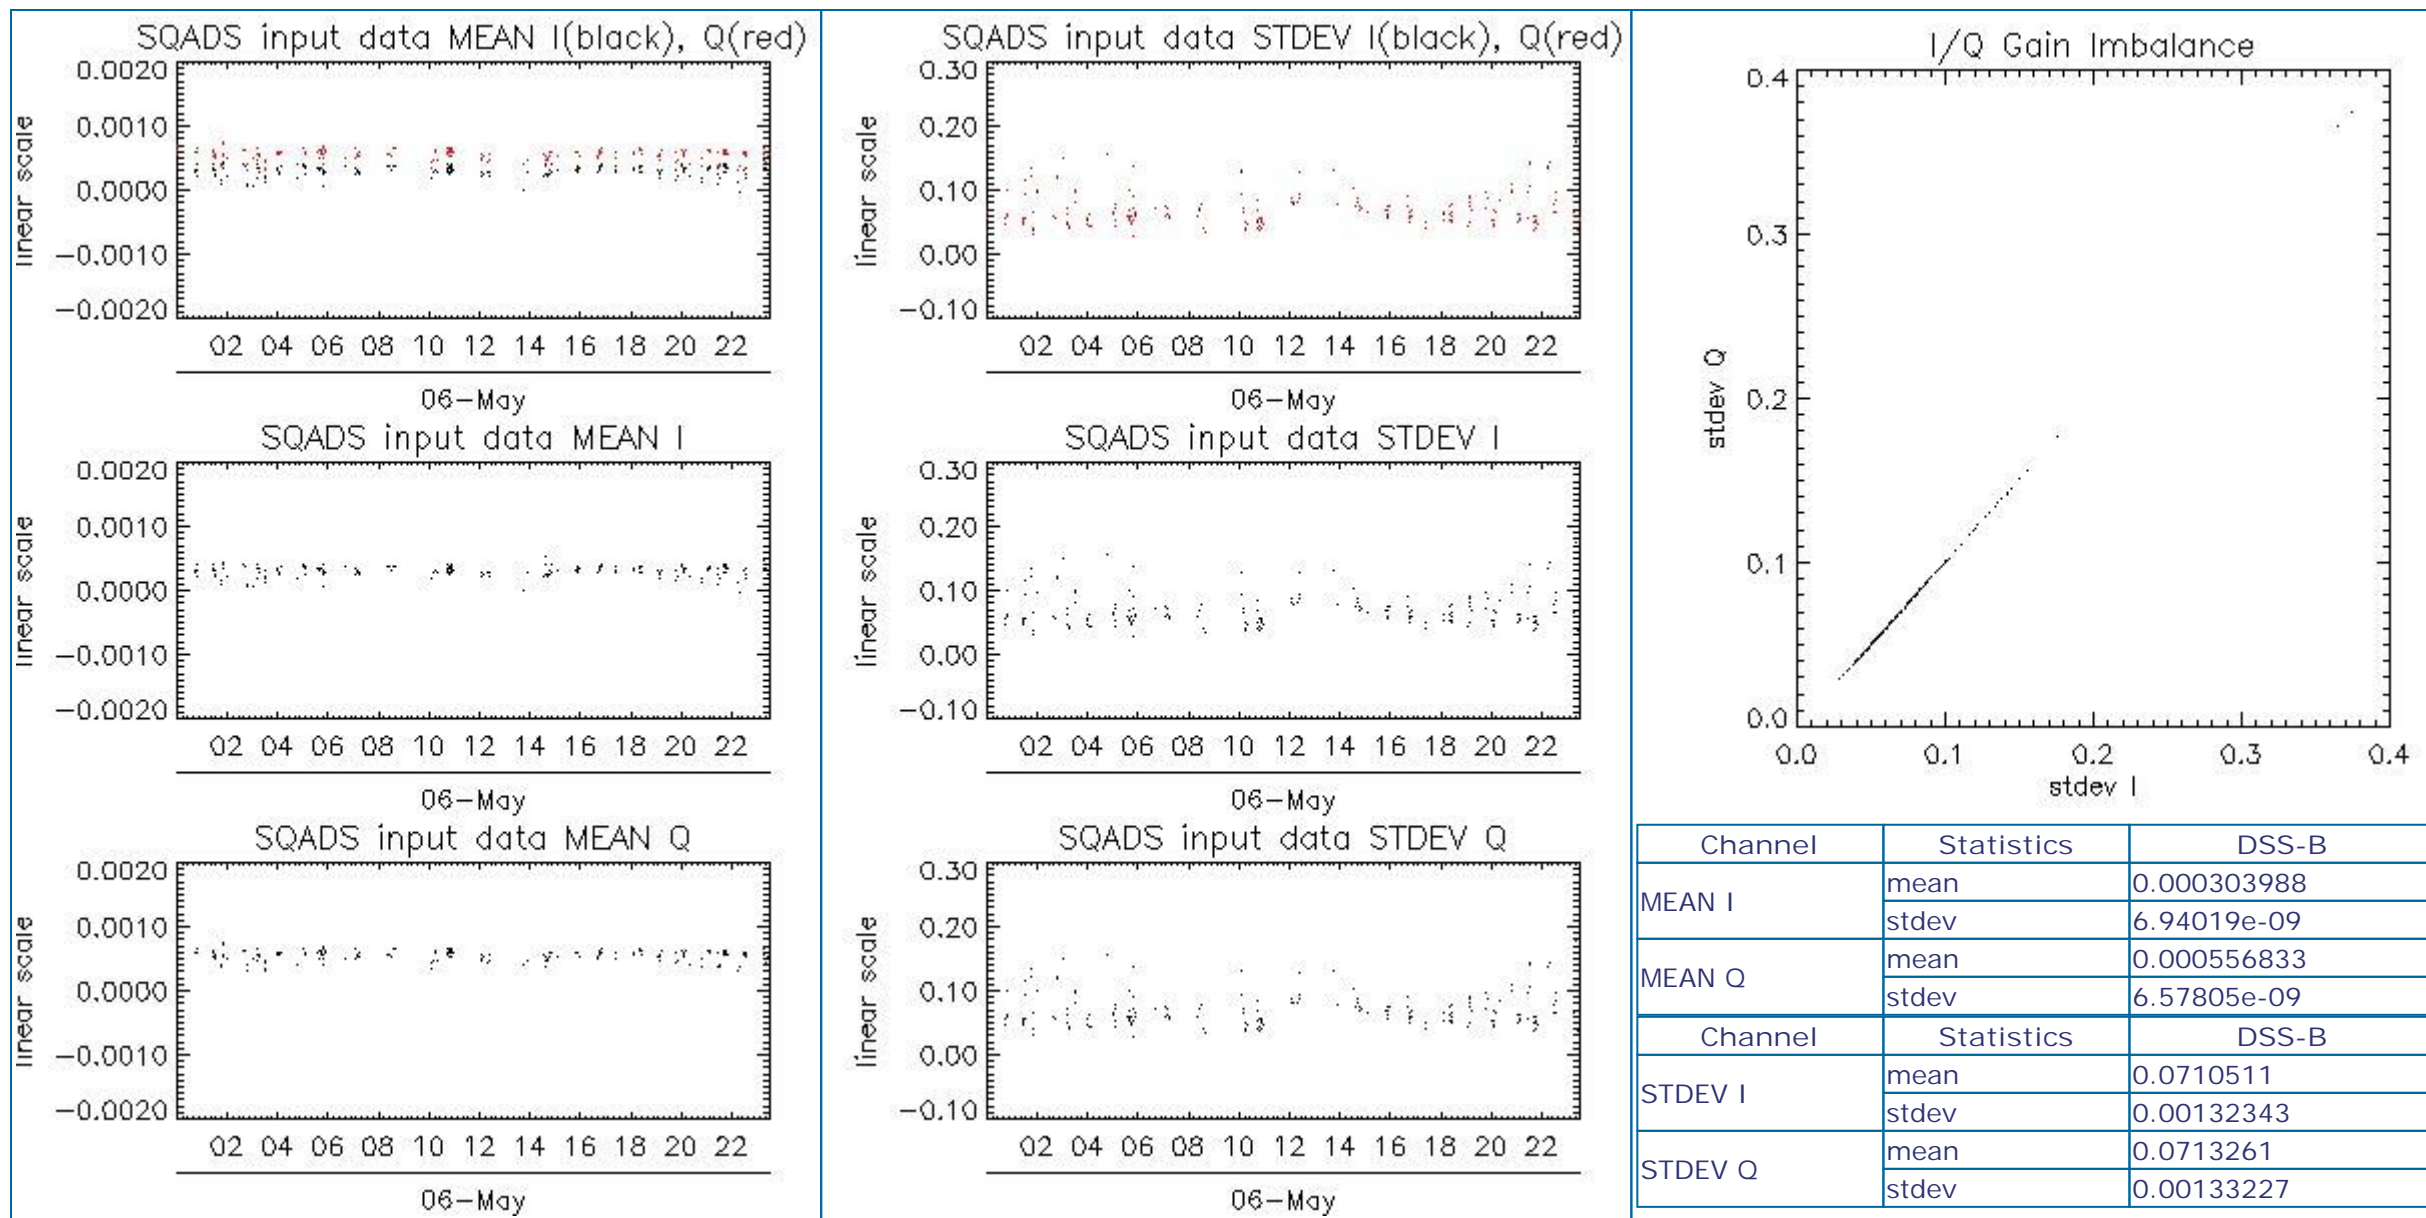 SQADS input data MEAN I(black), Q(red)
0.0020
0.0010
0.0000
-0.0010
-0.0020
linear scale
02 04 06 08 10 12 14 16 18 20 22
06-May
SQADS input data MEAN I
0.0020
0.0010
0.0000
-0.0010
-0.0020
linear scale
02 04 06 08 10 12 14 16 18 20 22
06-May
SQADS input data MEAN Q
0.0020
0.0010
0.0000
-0.0010
-0.0020
linear scale
02 04 06 08 10 12 14 16 18 20 22
06-May
SQADS input data STDEV I(black), Q(red)
0.30
0.20
0.10
0.00
-0.10
linear scale
02 04 06 08 10 12 14 16 18 20 22
06-May
SQADS input data STDEV I
0.30
0.20
0.10
0.00
-0.10
linear scale
02 04 06 08 10 12 14 16 18 20 22
06-May
SQADS input data STDEV Q
0.30
0.20
0.10
0.00
-0.10
linear scale
02 04 06 08 10 12 14 16 18 20 22
06-May
I/Q Gain Imbalance
0.4
0.3
0.2
0.1
0.0
stdev Q
0.0 0.1 0.2 0.3 0.4
stdev I
Channel Statistics DSS-B
MEAN I mean 0.000303988
stdev 6.94019e-09
MEAN Q mean 0.000556833
stdev 6.57805e-09
Channel Statistics DSS-B
STDEV I mean 0.0710511
stdev 0.00132343
STDEV Q mean 0.0713261
stdev 0.00133227